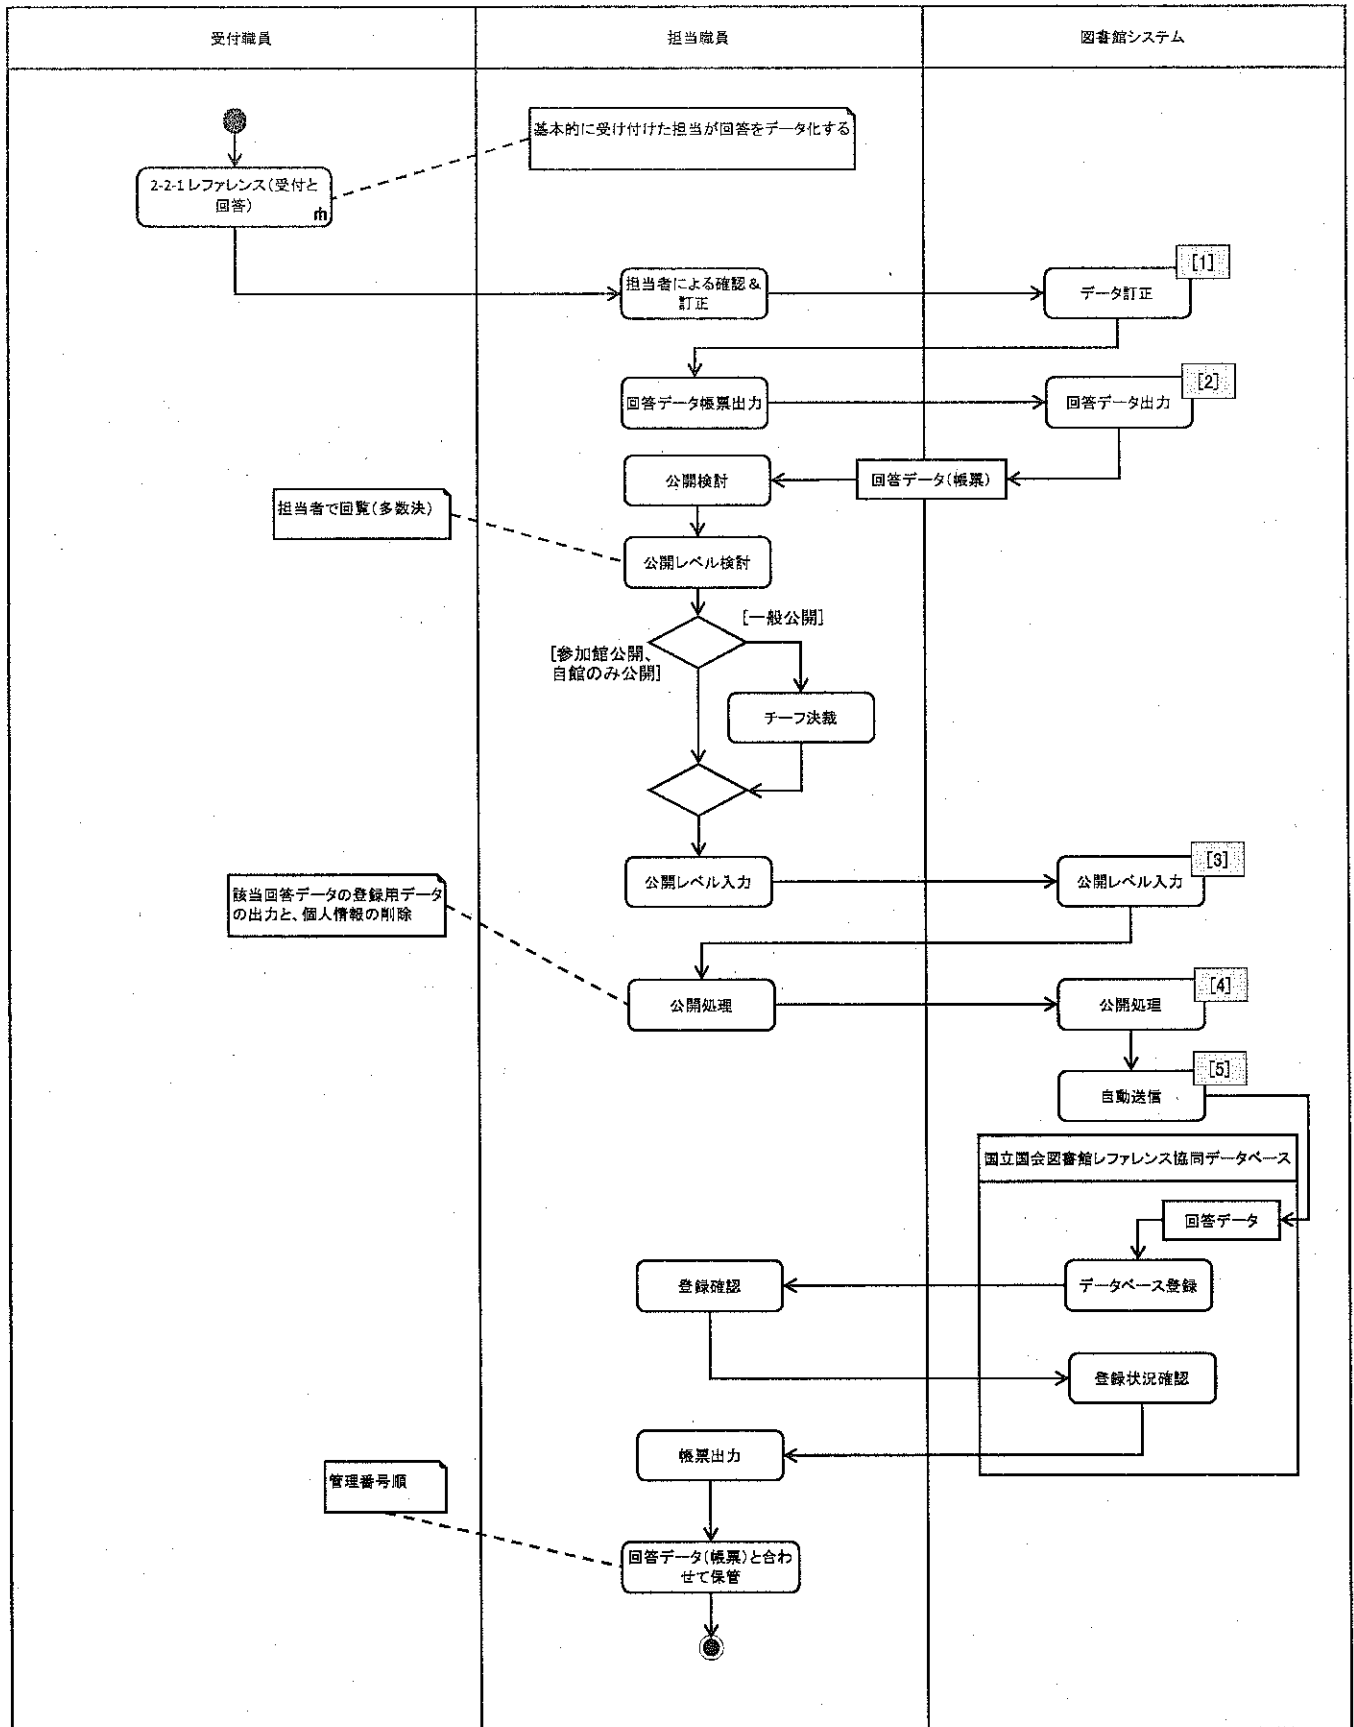 受付職員
担当職員
図書館システム
基本的に受け付けた担当が回答をデータ化する
2-2-1 レファレンス(受付と
回答)
担当者による確認&
訂正
[1]
データ訂正
回答データ帳票出力
[2]
回答データ出力
公開検討
回答データ(帳票)
担当者で回覧(多数決)
公開レベル検討
[一般公開]
[参加館公開、
自館のみ公開]
チーフ決裁
公開レベル入力
[3]
公開レベル入力
該当回答データの登録用データ
の出力と、個人情報の削除
公開処理
[4]
公開処理
[5]
自動送信
国立国会図書館レファレンス協同データベース
回答データ
登録確認
データベース登録
登録状況確認
帳票出力
管理番号順
回答データ(帳票)と合わ
せて保管